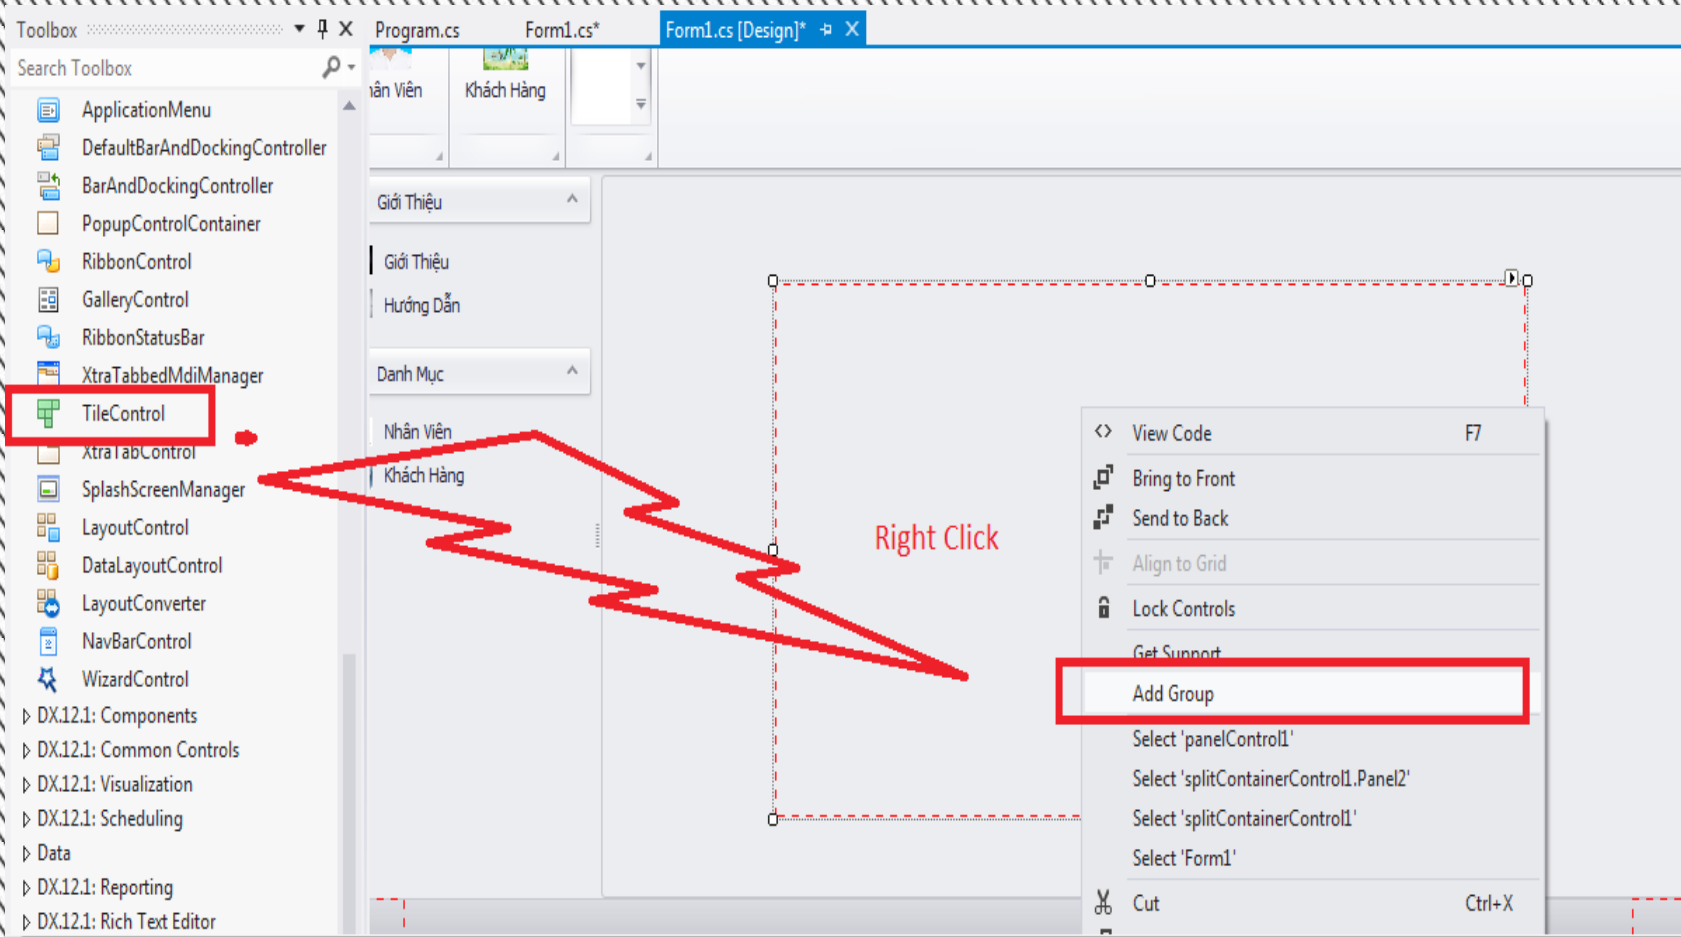 Toolbox
Program.cs
Form1.cs*
Form1.cs [Design]*
Search Toolbox
ApplicationMenu
DefaultBarAndDockingController
BarAndDockingController
PopupControlContainer
RibbonControl
GalleryControl
RibbonStatusBar
XtraTabbedMdiManager
TileControl
XtraTabControl
SplashScreenManager
LayoutControl
DataLayoutControl
LayoutConverter
NavBarControl
WizardControl
DX.12.1: Components
DX.12.1: Common Controls
DX.12.1: Visualization
DX.12.1: Scheduling
Data
DX.12.1: Reporting
DX.12.1: Rich Text Editor
Viên
Khách Hàng
Giới Thiệu
Giới Thiệu
Hướng Dẫn
Danh Mục
Nhân Viên
Khách Hàng
Right Click
View Code F7
Bring to Front
Send to Back
Align to Grid
Lock Controls
Get Support
Add Group
Select 'panelControl1'
Select 'splitContainerControl1.Panel2'
Select 'splitContainerControl1'
Select 'Form1'
Cut Ctrl+X